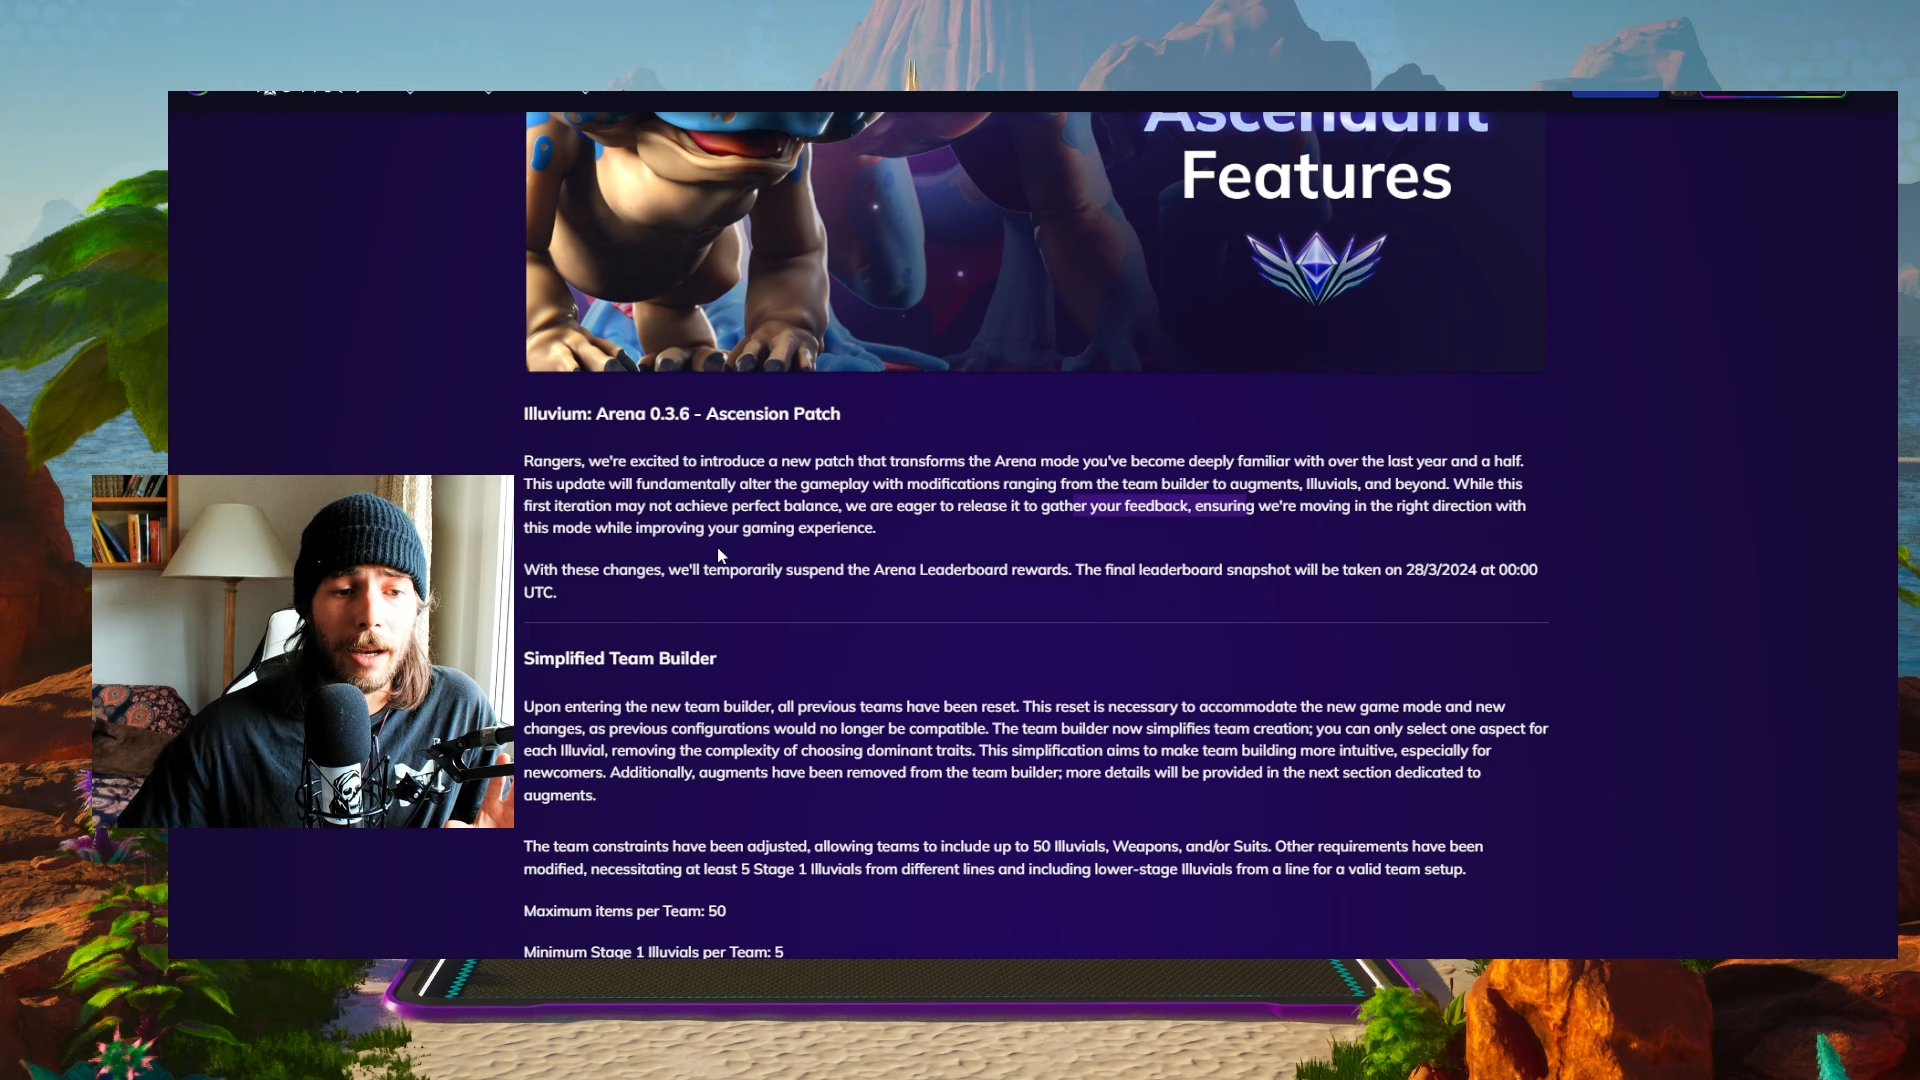 Ascendant
Features
Illuvium: Arena 0.3.6 - Ascension Patch
Rangers, we're excited to introduce a new patch that transforms the Arena mode you've become deeply familiar with over the last year and a half.
This update will fundamentally alter the gameplay with modifications ranging from the team builder to augments, Illuvials, and beyond. While this
first iteration may not achieve perfect balance, we are eager to release it to gather your feedback, ensuring we're moving in the right direction with
this mode while improving your gaming experience.
With these changes, we'll temporarily suspend the Arena Leaderboard rewards. The final leaderboard snapshot will be taken on 28/3/2024 at 00:00
UTC.
Simplified Team Builder
Upon entering the new team builder, all previous teams have been reset. This reset is necessary to accommodate the new game mode and new
changes, as previous configurations would no longer be compatible. The team builder now simplifies team creation; you can only select one aspect for
each Illuvial, removing the complexity of choosing dominant traits. This simplification aims to make team building more intuitive, especially for
newcomers. Additionally, augments have been removed from the team builder; more details will be provided in the next section dedicated to
augments.
The team constraints have been adjusted, allowing teams to include up to 50 Illuvials, Weapons, and/or Suits. Other requirements have been
modified, necessitating at least 5 Stage 1 Illuvials from different lines and including lower-stage Illuvials from a line for a valid team setup.
Maximum items per Team: 50
Minimum Stage 1 Illuvials per Team: 5